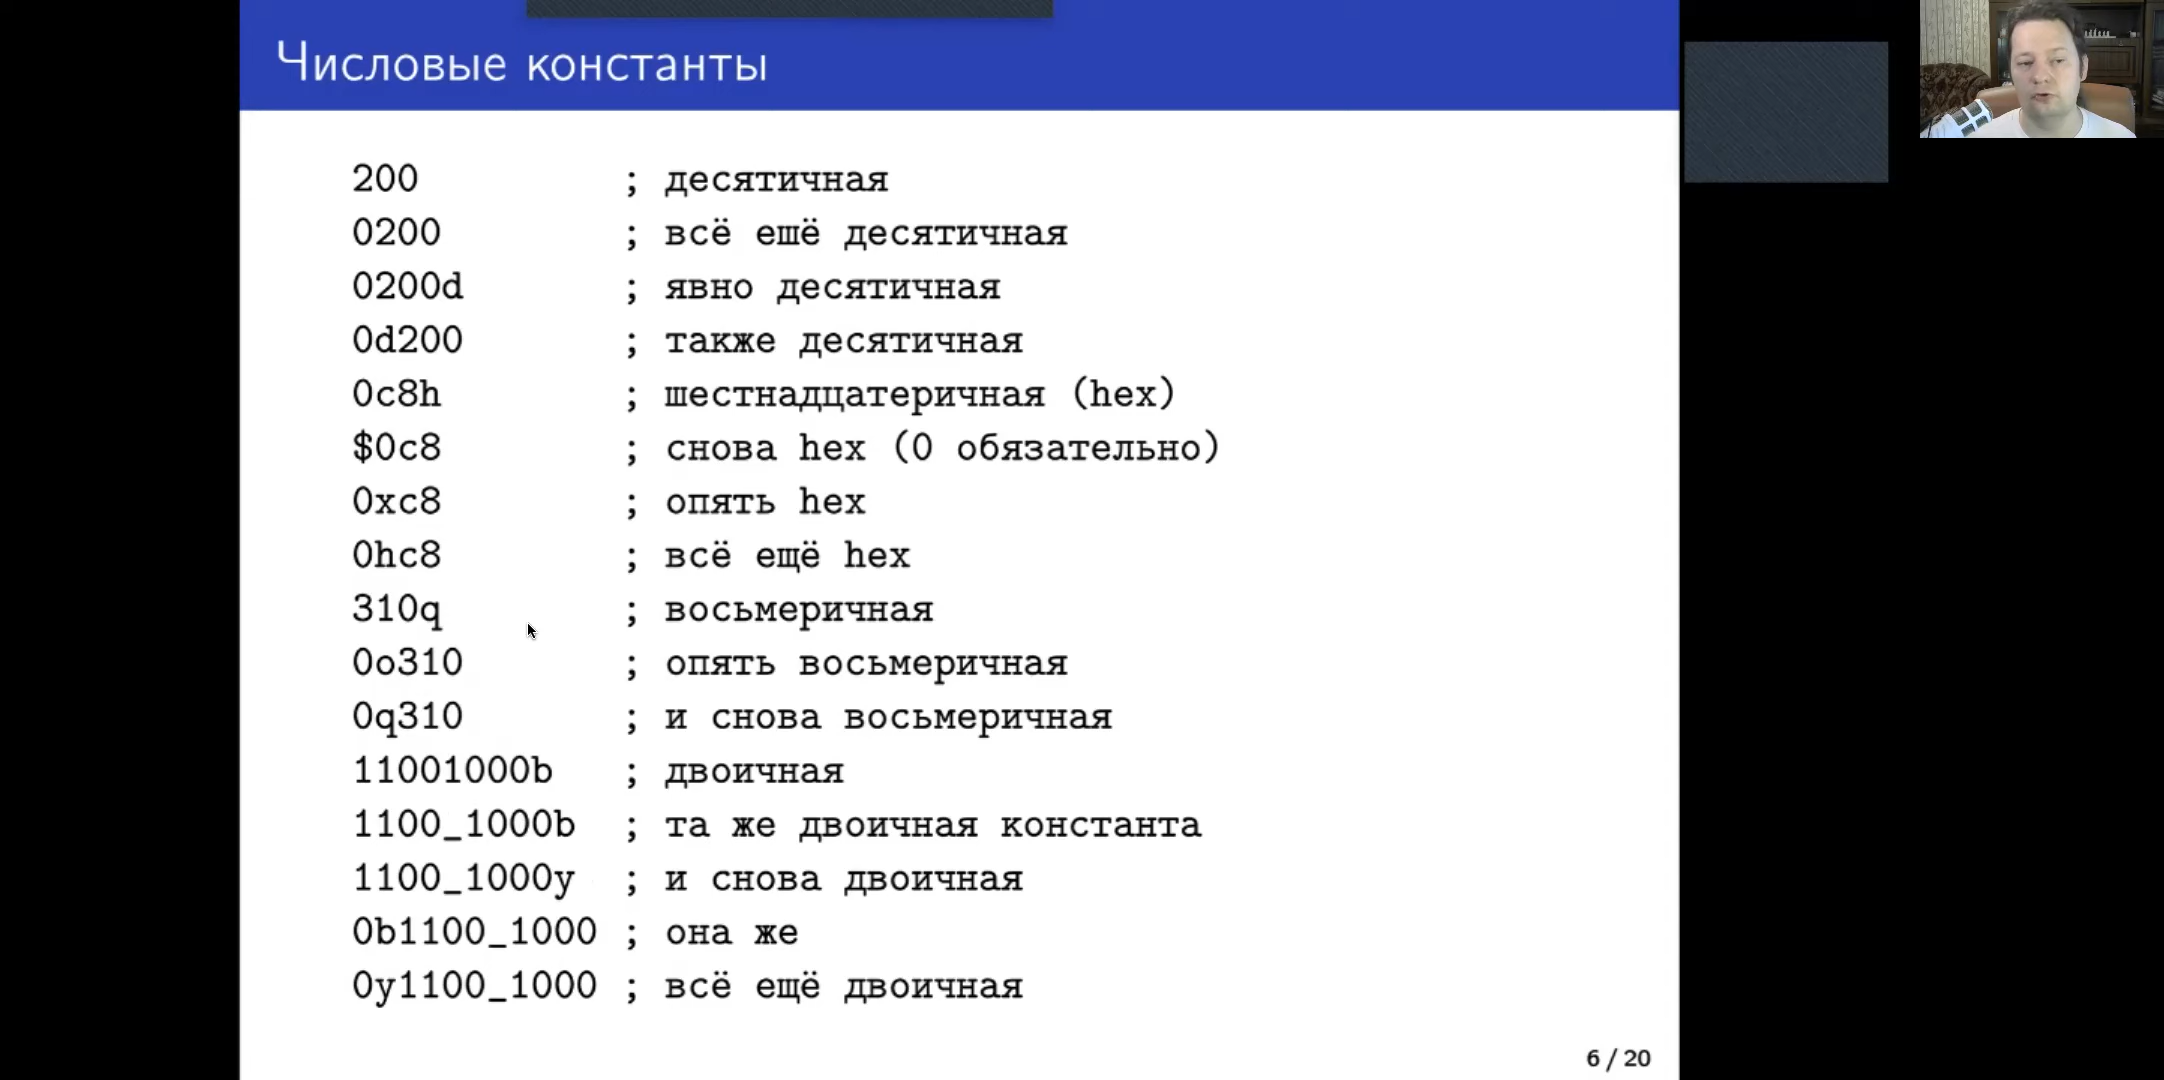 Числовые константы
200 ; десятичная
0200 ; всё ешё десятичная
0200d ; явно десятичная
0d200 ; также десятичная
0c8h ; шестнадцатеричная (hex)
$0c8 ; снова hex (0 обязательно)
0xc8 ; опять hex
0hc8 ; всё ещё hex
310q ; восьмеричная
0o310 ; опять восьмеричная
0q310 ; и снова восьмеричная
11001000b ; двоичная
1100_1000b ; та же двоичная константа
1100_1000y ; и снова двоичная
0b1100_1000 ; она же
0y1100_1000 ; всё ещё двоичная
6 / 20